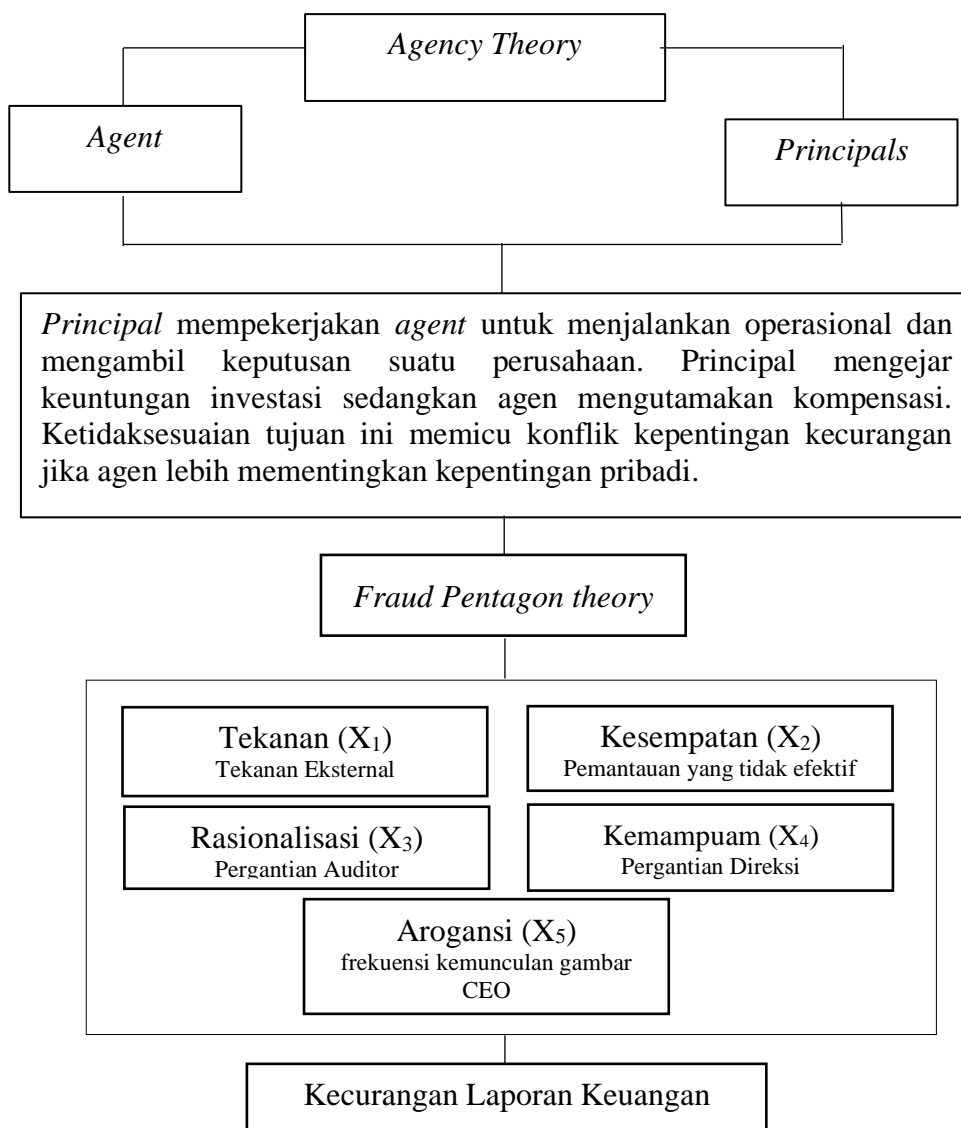 Agency Theory
Agent
Principals
Principal mempekerjakan agent untuk menjalankan operasional dan
mengambil keputusan suatu perusahaan. Principal mengejar
keuntungan investasi sedangkan agen mengutamakan kompensasi.
Ketidaksesuaian tujuan ini memicu konflik kepentingan kecurangan
jika agen lebih mementingkan kepentingan pribadi.
Fraud Pentagon theory
Tekanan (X₁)
Tekanan Eksternal
Kesempatan (X₂)
Pemantauan yang tidak efektif
Rasionalisasi (X₃)
Pergantian Auditor
Kemampuam (X₄)
Pergantian Direksi
Arogansi (X₅)
frekuensi kemunculan gambar
CEO
Kecurangan Laporan Keuangan